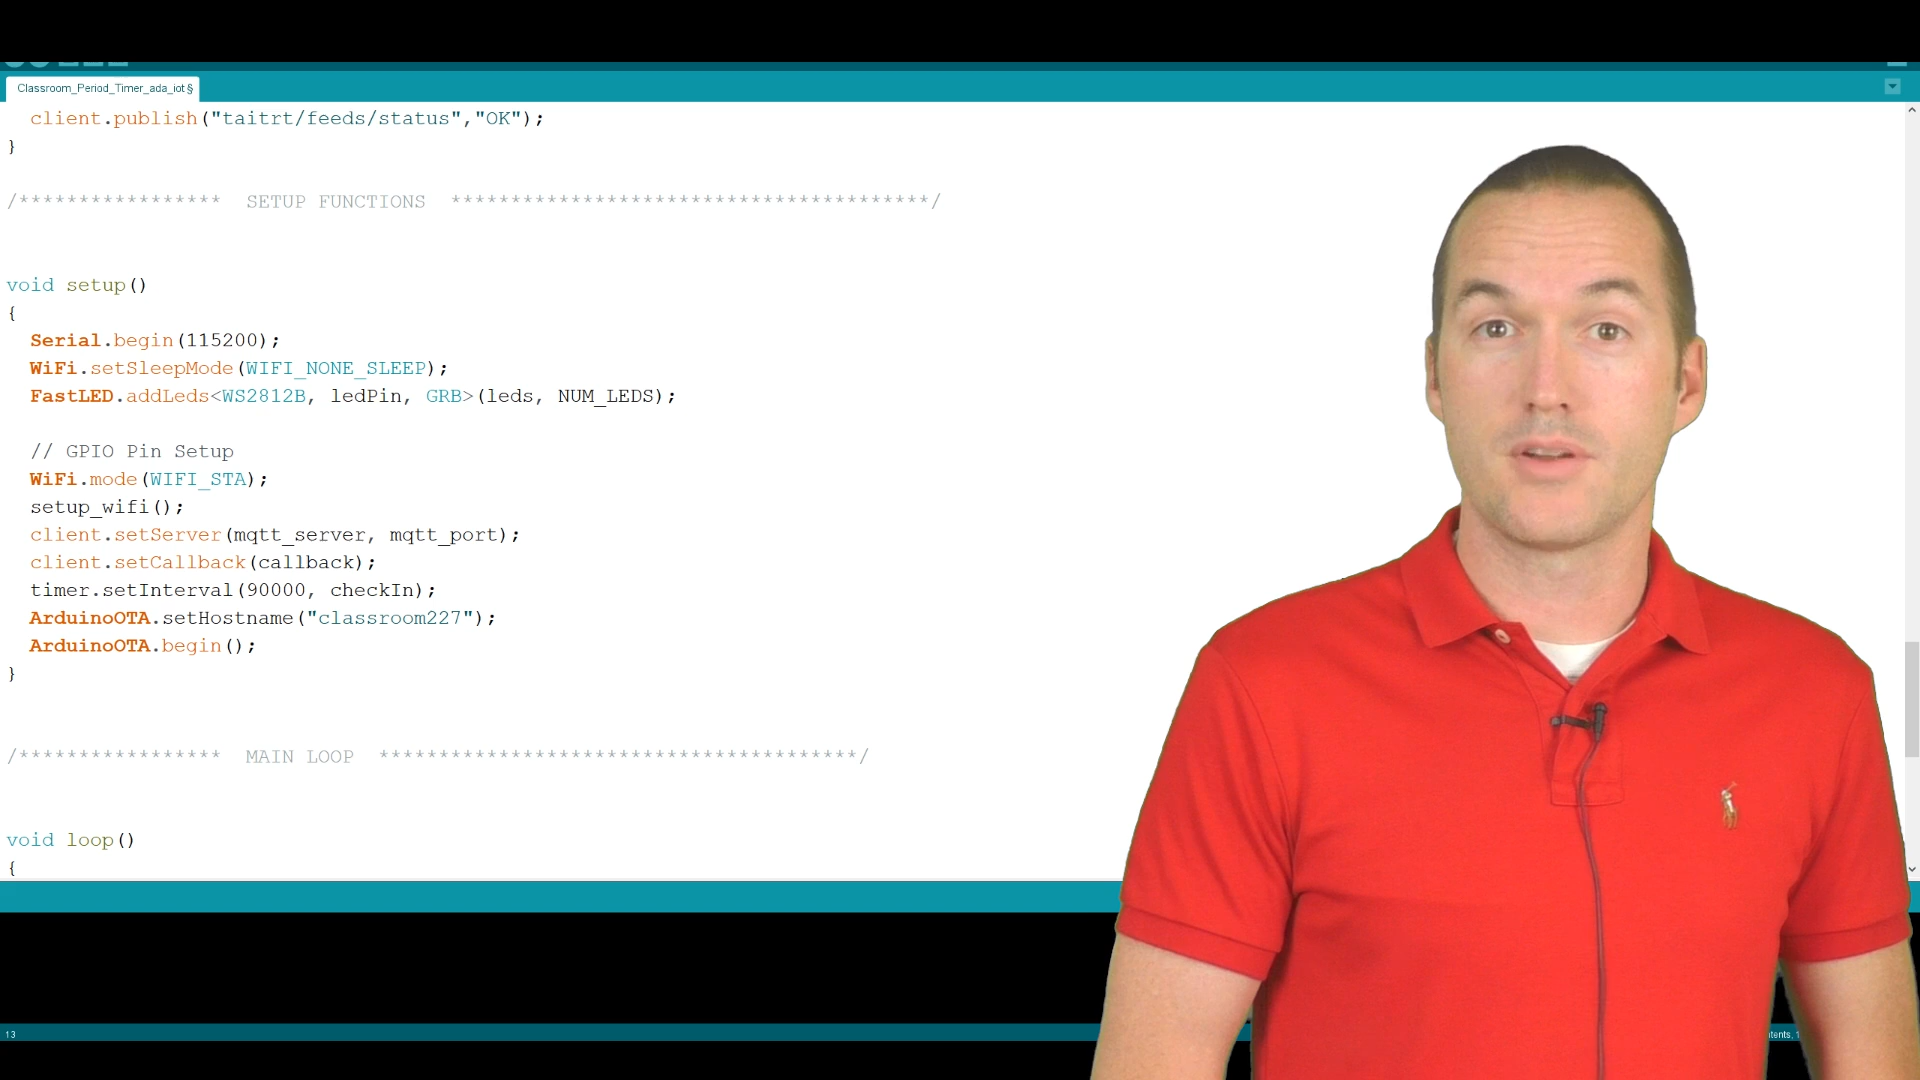 Classroom_Period_Timer_ada_iot §
client.publish("taitrt/feeds/status","OK");
}
/***************** SETUP FUNCTIONS ****************************************/
void setup()
{
Serial.begin(115200);
WiFi.setSleepMode(WIFI_NONE_SLEEP);
FastLED.addLeds<WS2812B, ledPin, GRB>(leds, NUM_LEDS);
// GPIO Pin Setup
WiFi.mode(WIFI_STA);
setup_wifi();
client.setServer(mqtt_server, mqtt_port);
client.setCallback(callback);
timer.setInterval(90000, checkIn);
ArduinoOTA.setHostname("classroom227");
ArduinoOTA.begin();
}
/***************** MAIN LOOP ****************************************/
void loop()
{
13